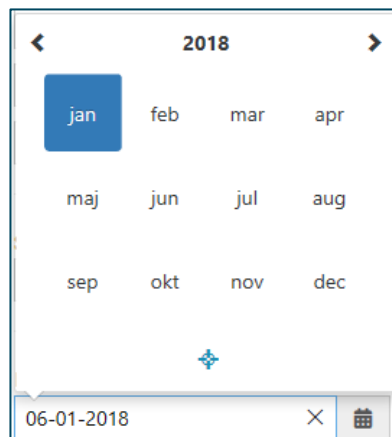 2018
jan feb mar apr
maj jun jul aug
sep okt nov dec
06-01-2018